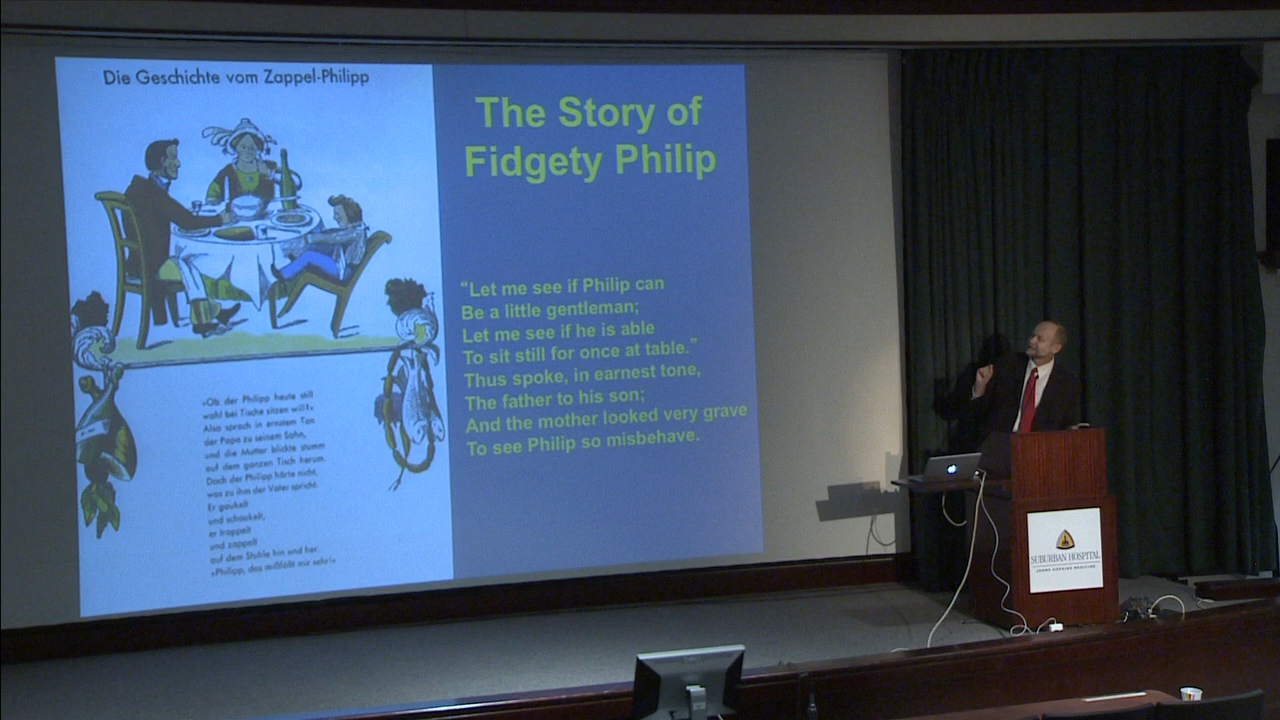 Die Geschichte vom Zappel-Philipp
»Ob der Philipp heute still
wohl bei Tische sitzen will?«
Also sprach in ernstem Ton
der Papa zu seinem Sohn,
und die Mutter blickte stumm
auf dem ganzen Tisch herum.
Doch der Philipp hörte nicht,
was zu ihm der Vater spricht.
Er gaukelt
und schaukelt,
er trappelt
und zappelt
auf dem Stuhle hin und her.
»Philipp, das mißfällt mir sehr!«
The Story of
Fidgety Philip
“Let me see if Philip can
Be a little gentleman;
Let me see if he is able
To sit still for once at table.”
Thus spoke, in earnest tone,
The father to his son;
And the mother looked very grave
To see Philip so misbehave.
SUBURBAN HOSPITAL
JOHNS HOPKINS MEDICINE